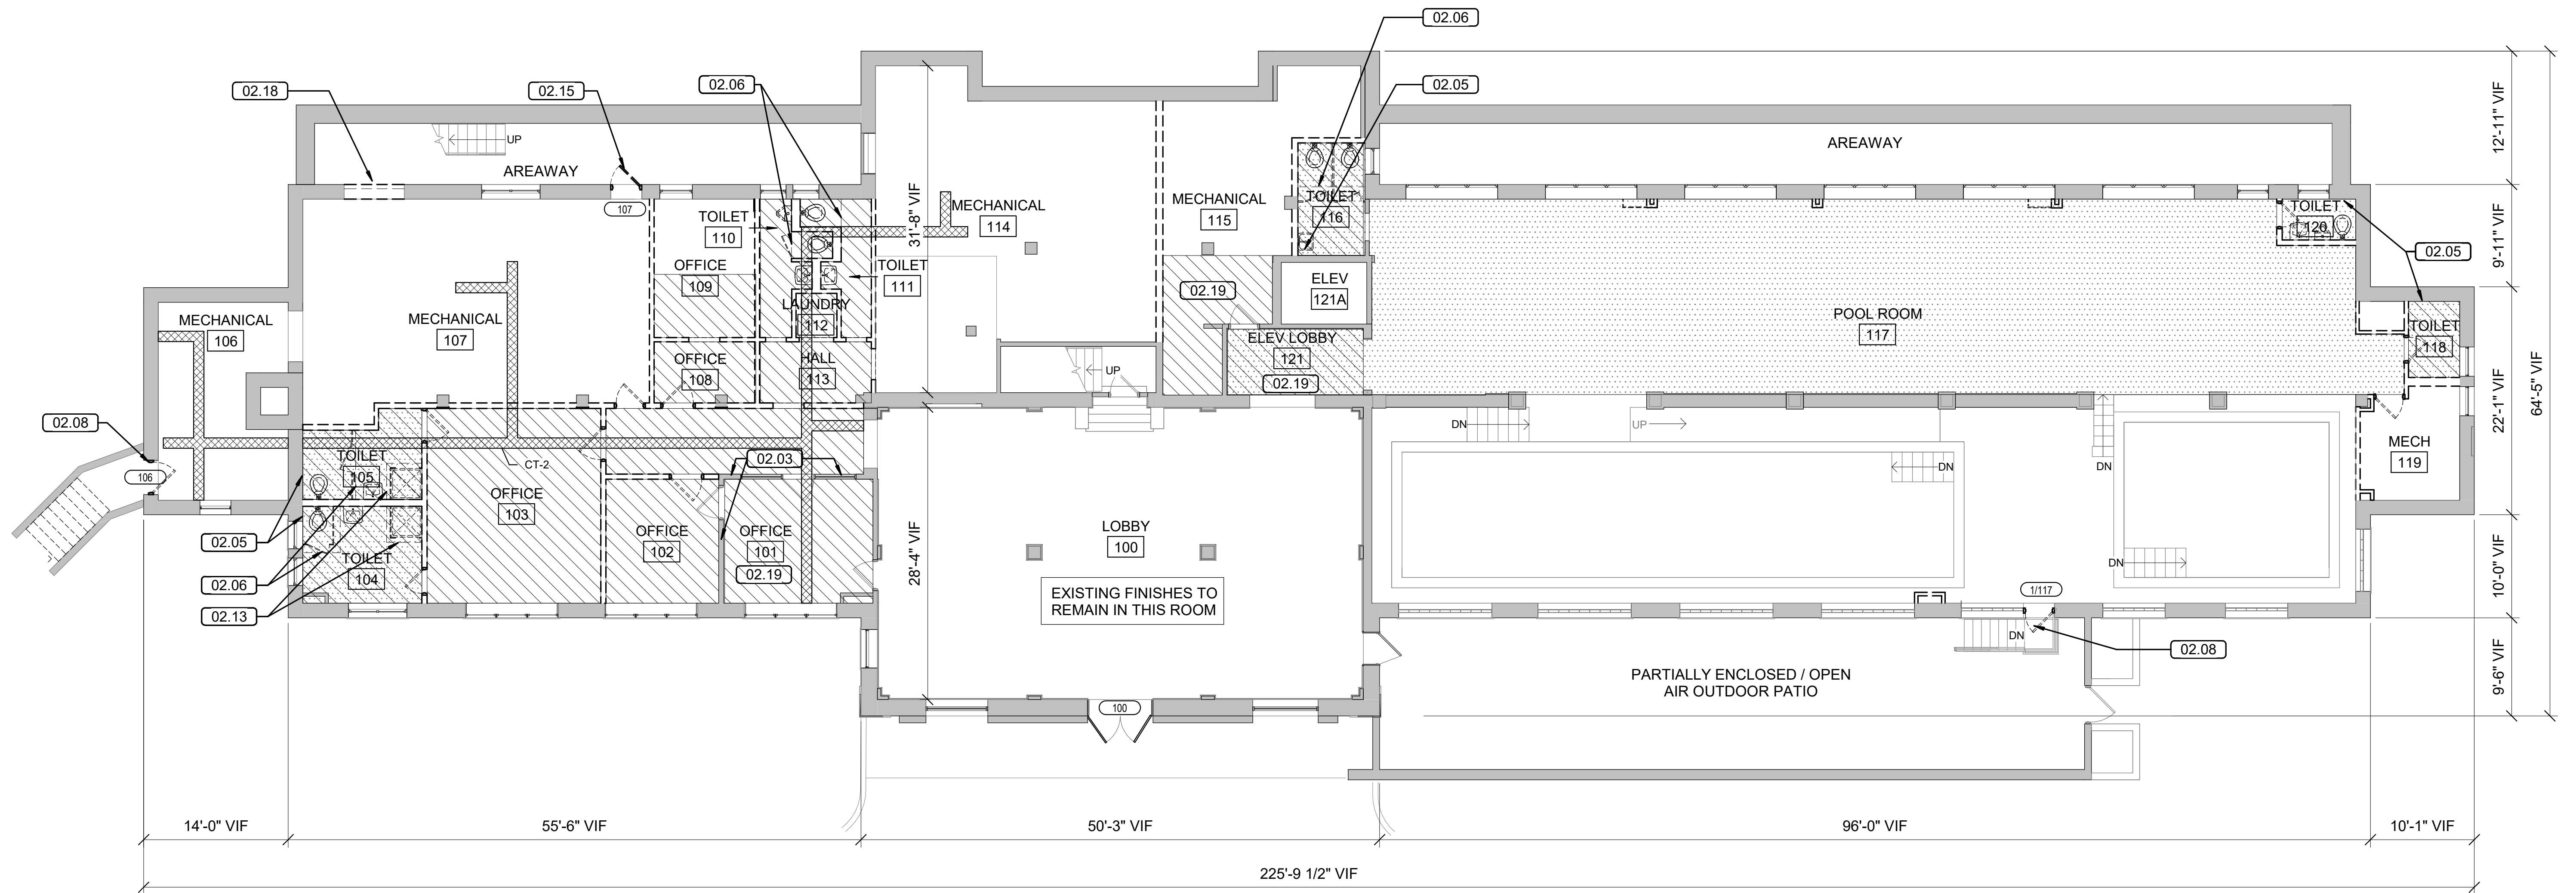 02.06
02.18
02.15
02.06
02.05
UP
AREAWAY
AREAWAY
12'-11" VIF
107
TOILET
110
MECHANICAL
114
31'-8" VIF
MECHANICAL
115
TOILET
116
TOILET
120
9'-11" VIF
OFFICE
109
TOILET
111
LAUNDRY
112
02.19
ELEV
121A
02.05
MECHANICAL
106
MECHANICAL
107
POOL ROOM
117
TOILET
118
ELEV LOBBY
121
02.19
OFFICE
108
HALL
113
UP
22'-1" VIF
64'-5" VIF
02.08
106
DN
UP
DN
DN
MECH
119
TOILET
105
CT-2
02.03
OFFICE
103
OFFICE
102
OFFICE
101
02.19
LOBBY
100
28'-4" VIF
EXISTING FINISHES TO
REMAIN IN THIS ROOM
02.05
TOILET
104
02.06
02.13
DN
1/117
10'-0" VIF
DN
02.08
PARTIALLY ENCLOSED / OPEN
AIR OUTDOOR PATIO
9'-6" VIF
100
14'-0" VIF
55'-6" VIF
50'-3" VIF
96'-0" VIF
10'-1" VIF
225'-9 1/2" VIF